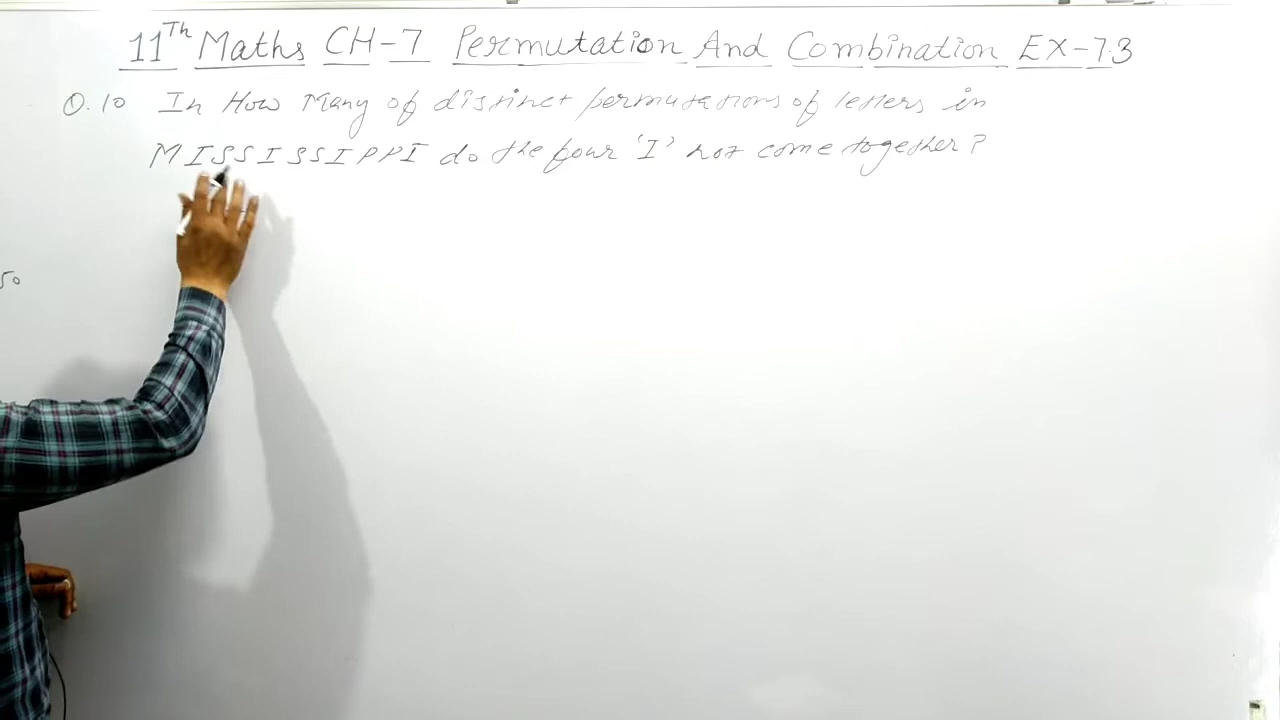 11Th Maths CH-7 Permutation And Combination EX-7.3
Q.10 In How Many of distinct permutations of letters in
MISSISSIPPI do the four 'I' not come together?
50